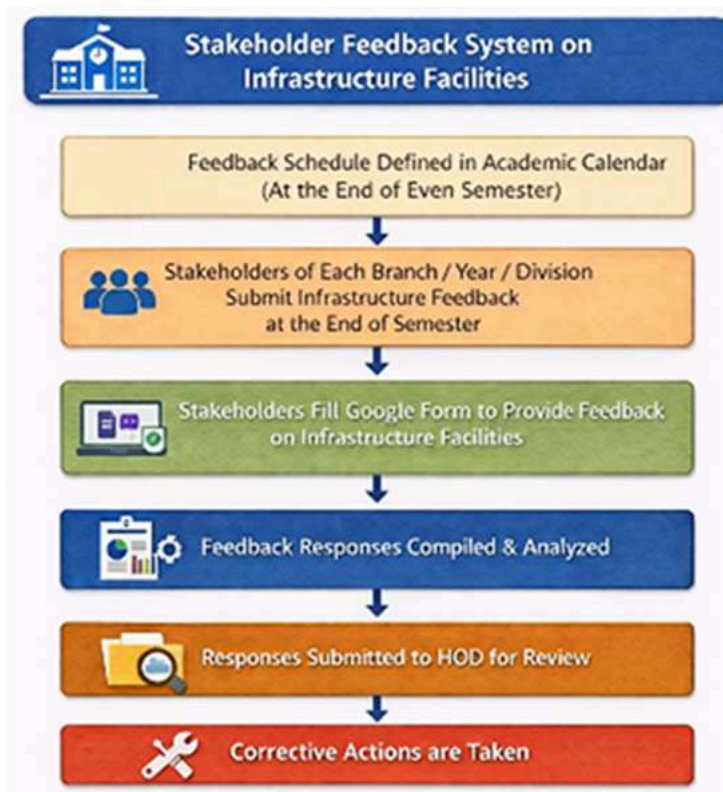 Stakeholder Feedback System on
Infrastructure Facilities
Feedback Schedule Defined in Academic Calendar
(At the End of Even Semester)
Stakeholders of Each Branch / Year / Division
Submit Infrastructure Feedback
at the End of Semester
Stakeholders Fill Google Form to Provide Feedback
on Infrastructure Facilities
Feedback Responses Compiled & Analyzed
Responses Submitted to HOD for Review
Corrective Actions are Taken